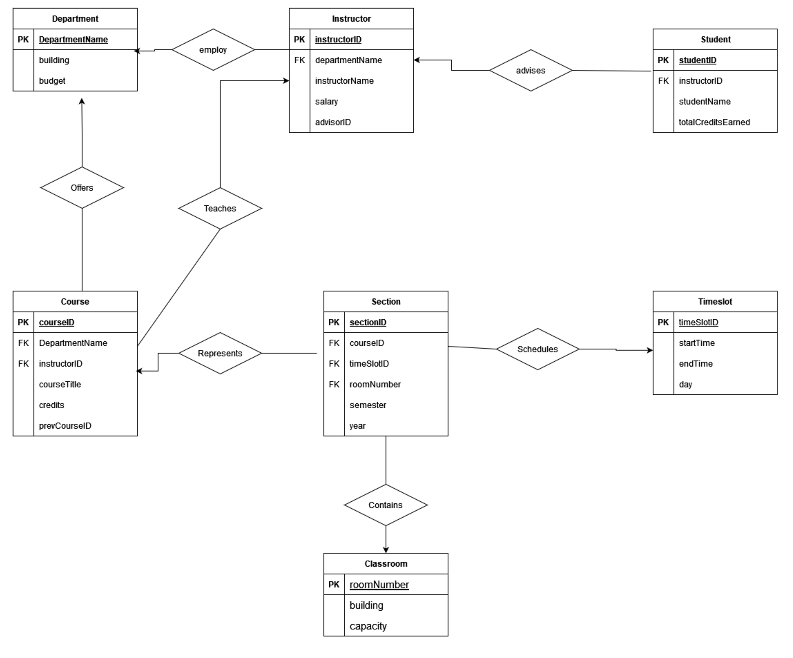 Department
PK DepartmentName
building
budget
employ
Instructor
PK instructorID
FK departmentName
instructorName
salary
advisorID
advises
Student
PK studentID
FK instructorID
studentName
totalCreditsEarned
Offers
Teaches
Course
PK courseID
FK DepartmentName
FK instructorID
courseTitle
credits
prevCourseID
Represents
Section
PK sectionID
FK courseID
FK timeSlotID
FK roomNumber
semester
year
Schedules
Timeslot
PK timeSlotID
startTime
endTime
day
Contains
Classroom
PK roomNumber
building
capacity